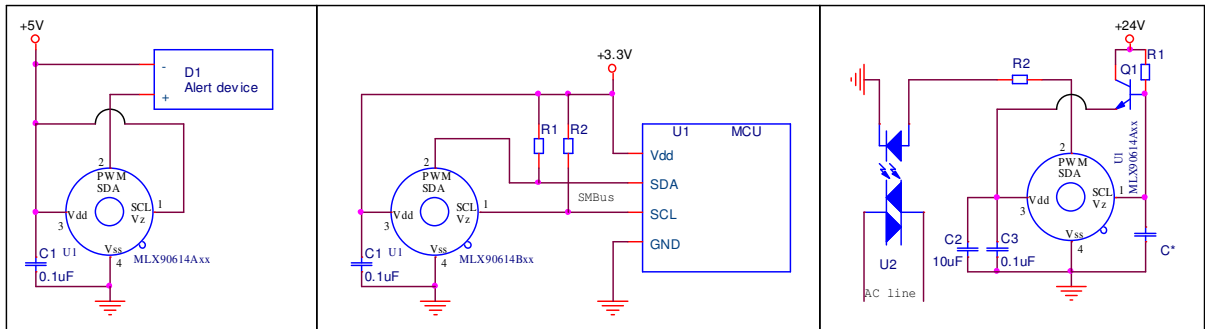 +5V
-
D1
Alert device
+
2
PWM
SDA
SCL
Vz
1
Vdd
3
Vss
4
C1
U1
MLX90614Axx
0.1uF
+3.3V
R1
R2
U1 MCU
Vdd
SDA
SMBus
SCL
GND
2
PWM
SDA
SCL
Vz
1
Vdd
3
Vss
4
C1
U1
MLX90614Bxx
0.1uF
+24V
R1
R2
Q1
U1
MLX90614Axx
2
PWM
SDA
SCL
Vz
1
Vdd
3
Vss
4
C2
10uF
C3
0.1uF
C*
U2
AC line